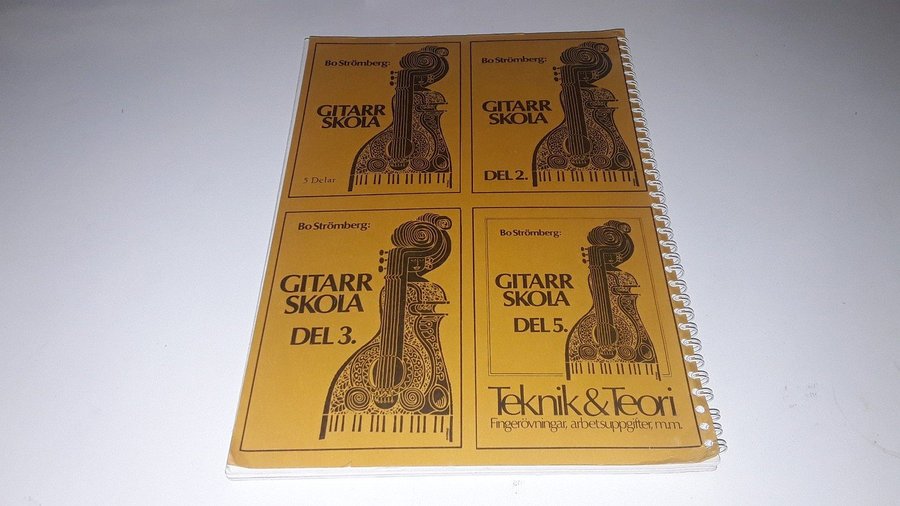 Bo Strömberg:
GITARR
SKOLA
5 Delar
Bo Strömberg:
GITARR
SKOLA
DEL 2.
Bo Strömberg:
GITARR
SKOLA
DEL 3.
Bo Strömberg:
GITARR
SKOLA
DEL 5.
Teknik & Teori
Fingerövningar, arbetsuppgifter, m.m.